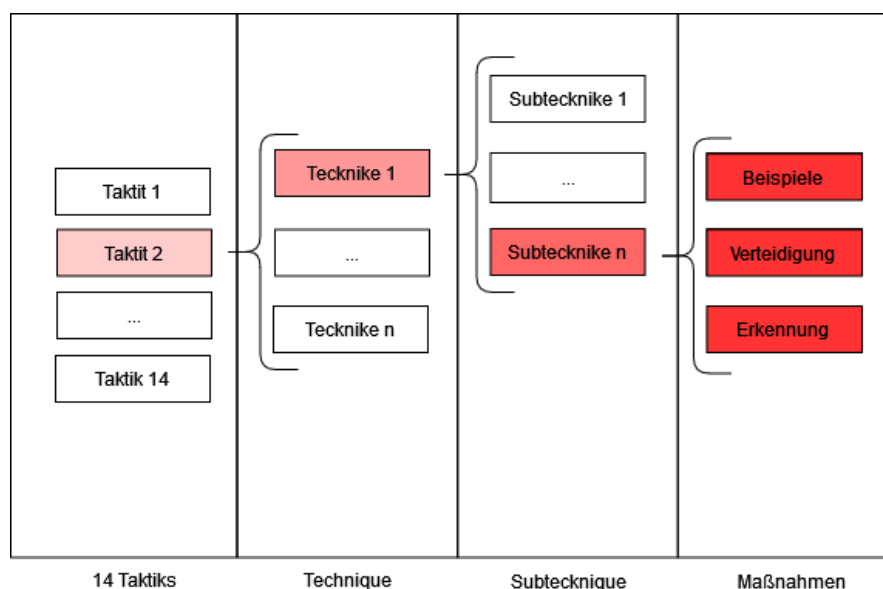 Taktit 1
Taktit 2
...
Taktik 14
Tecknike 1
...
Tecknike n
Subtecknike 1
...
Subtecknike n
Beispiele
Verteidigung
Erkennung
14 Taktiks
Technique
Subtecknique
Maßnahmen